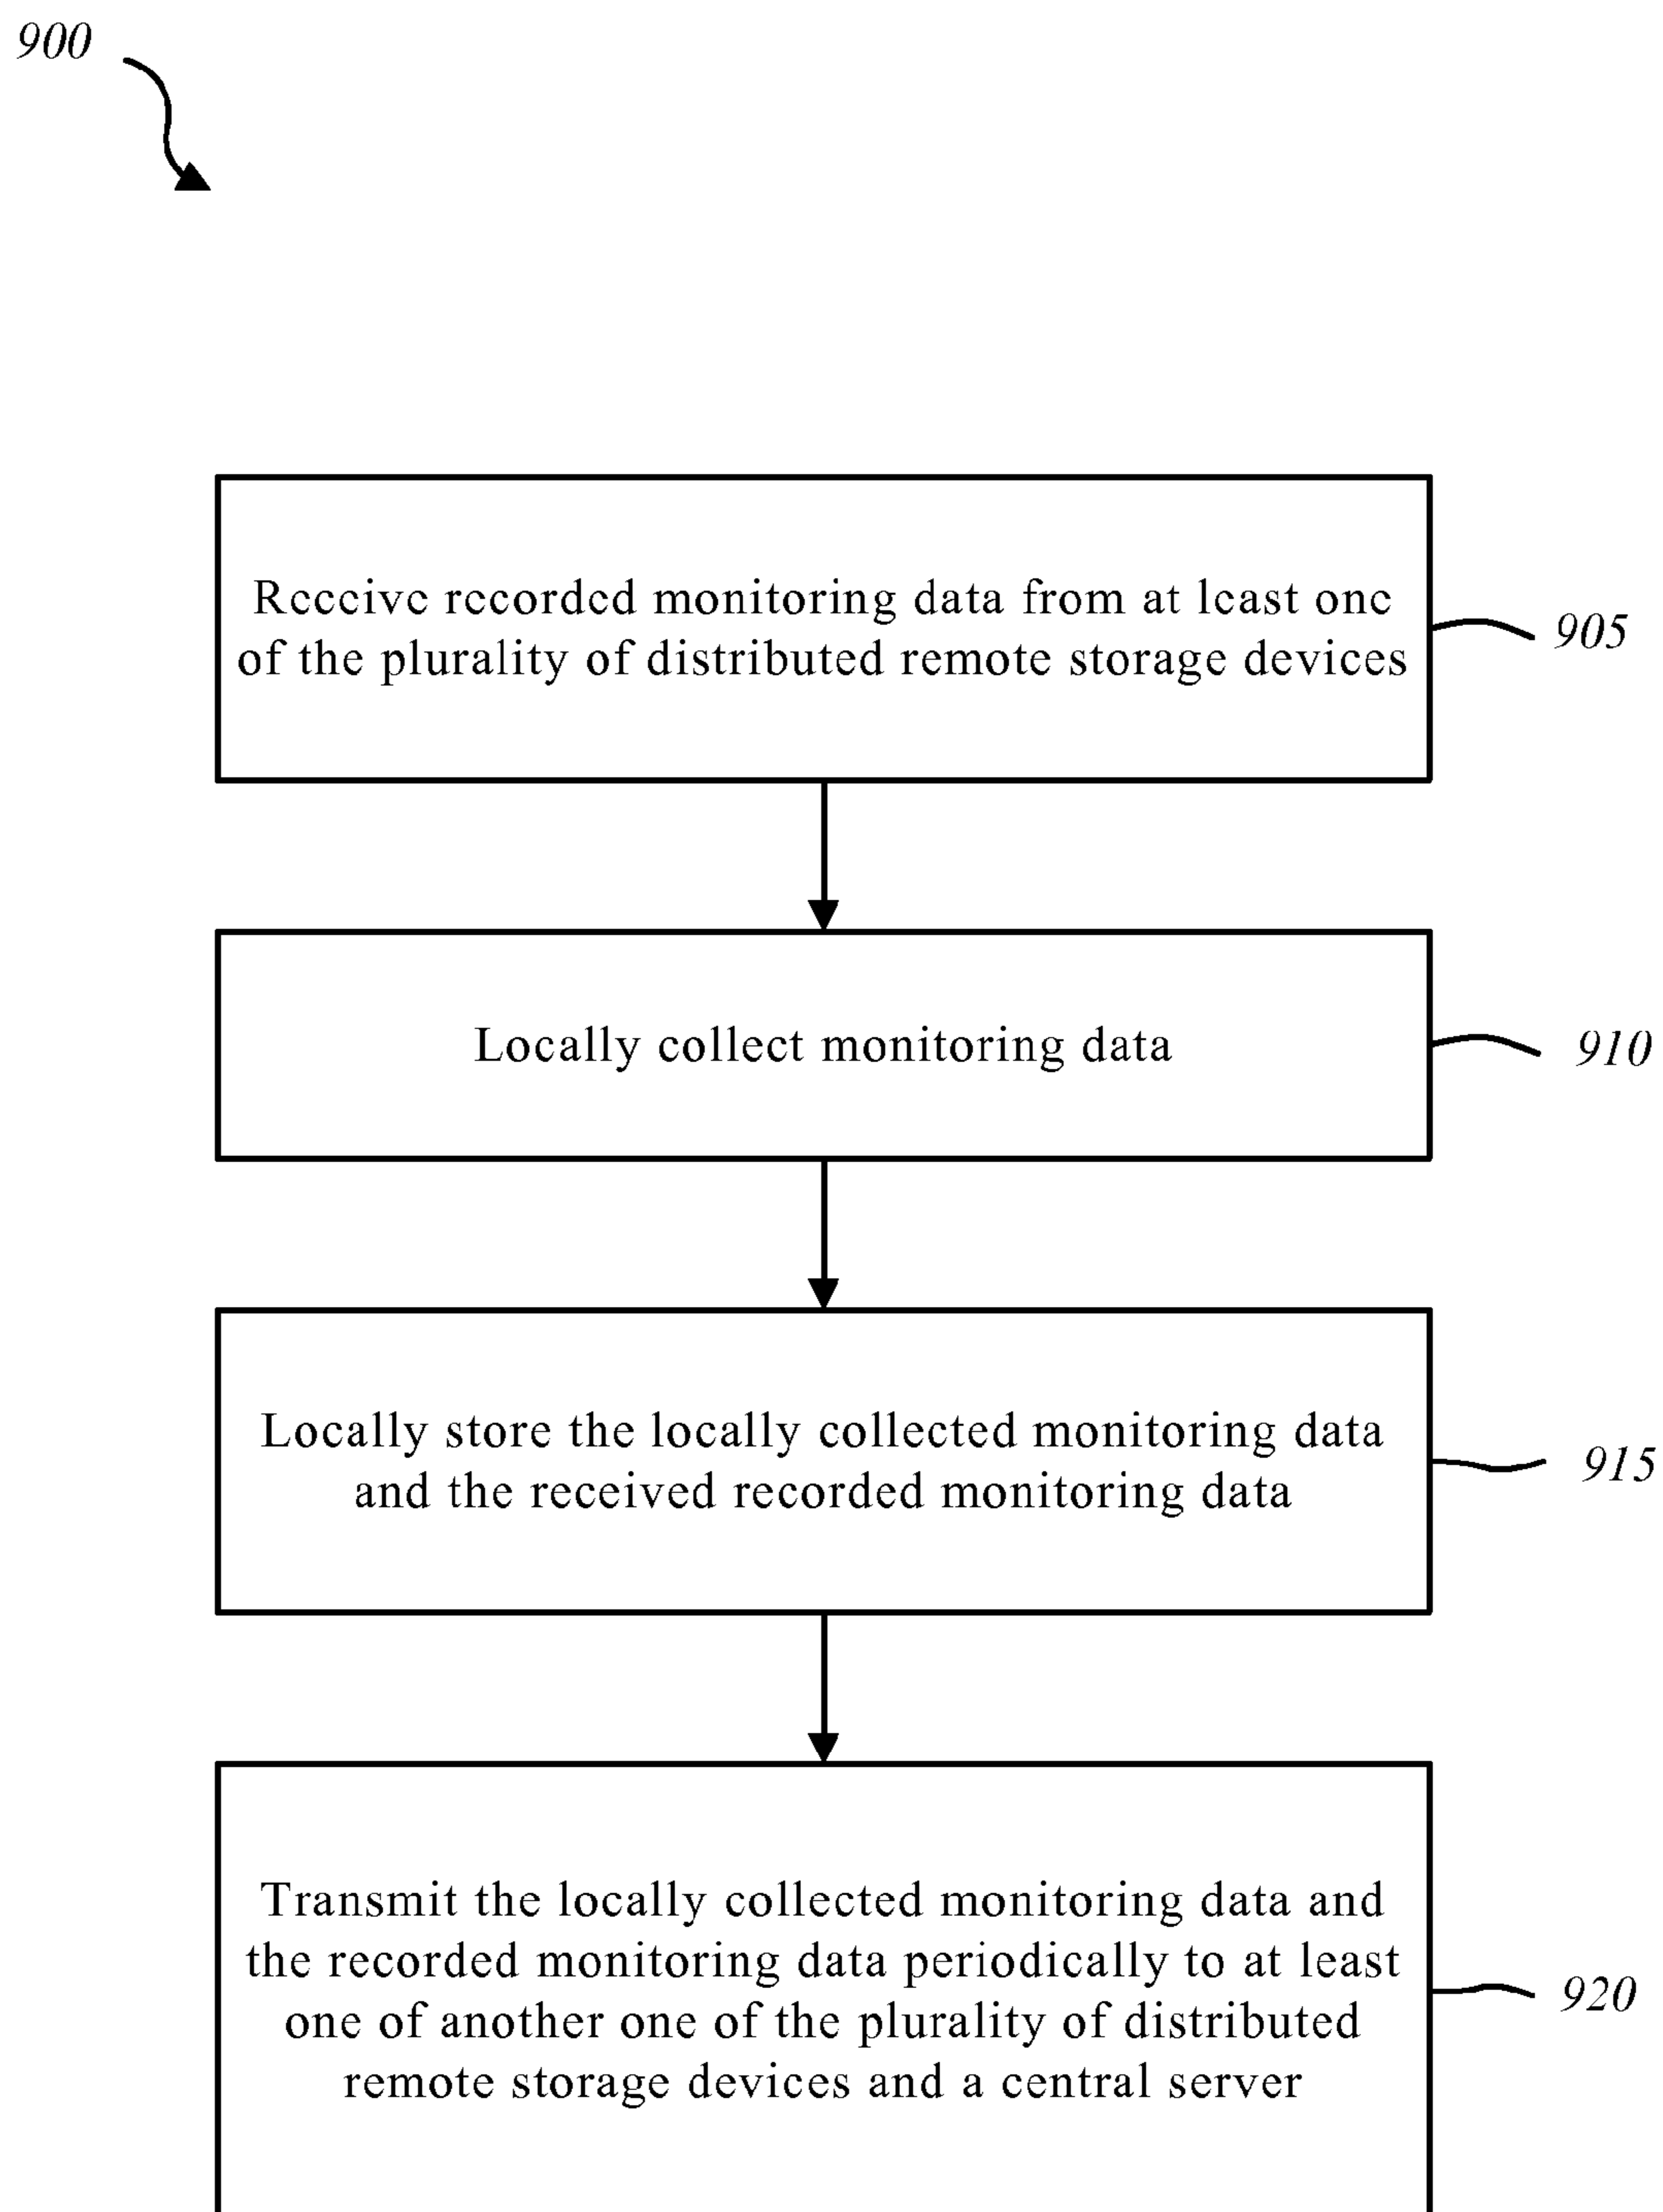 900
Receive recorded monitoring data from at least one
of the plurality of distributed remote storage devices
905
Locally collect monitoring data
910
Locally store the locally collected monitoring data
and the received recorded monitoring data
915
Transmit the locally collected monitoring data and
the recorded monitoring data periodically to at least
one of another one of the plurality of distributed
remote storage devices and a central server
920